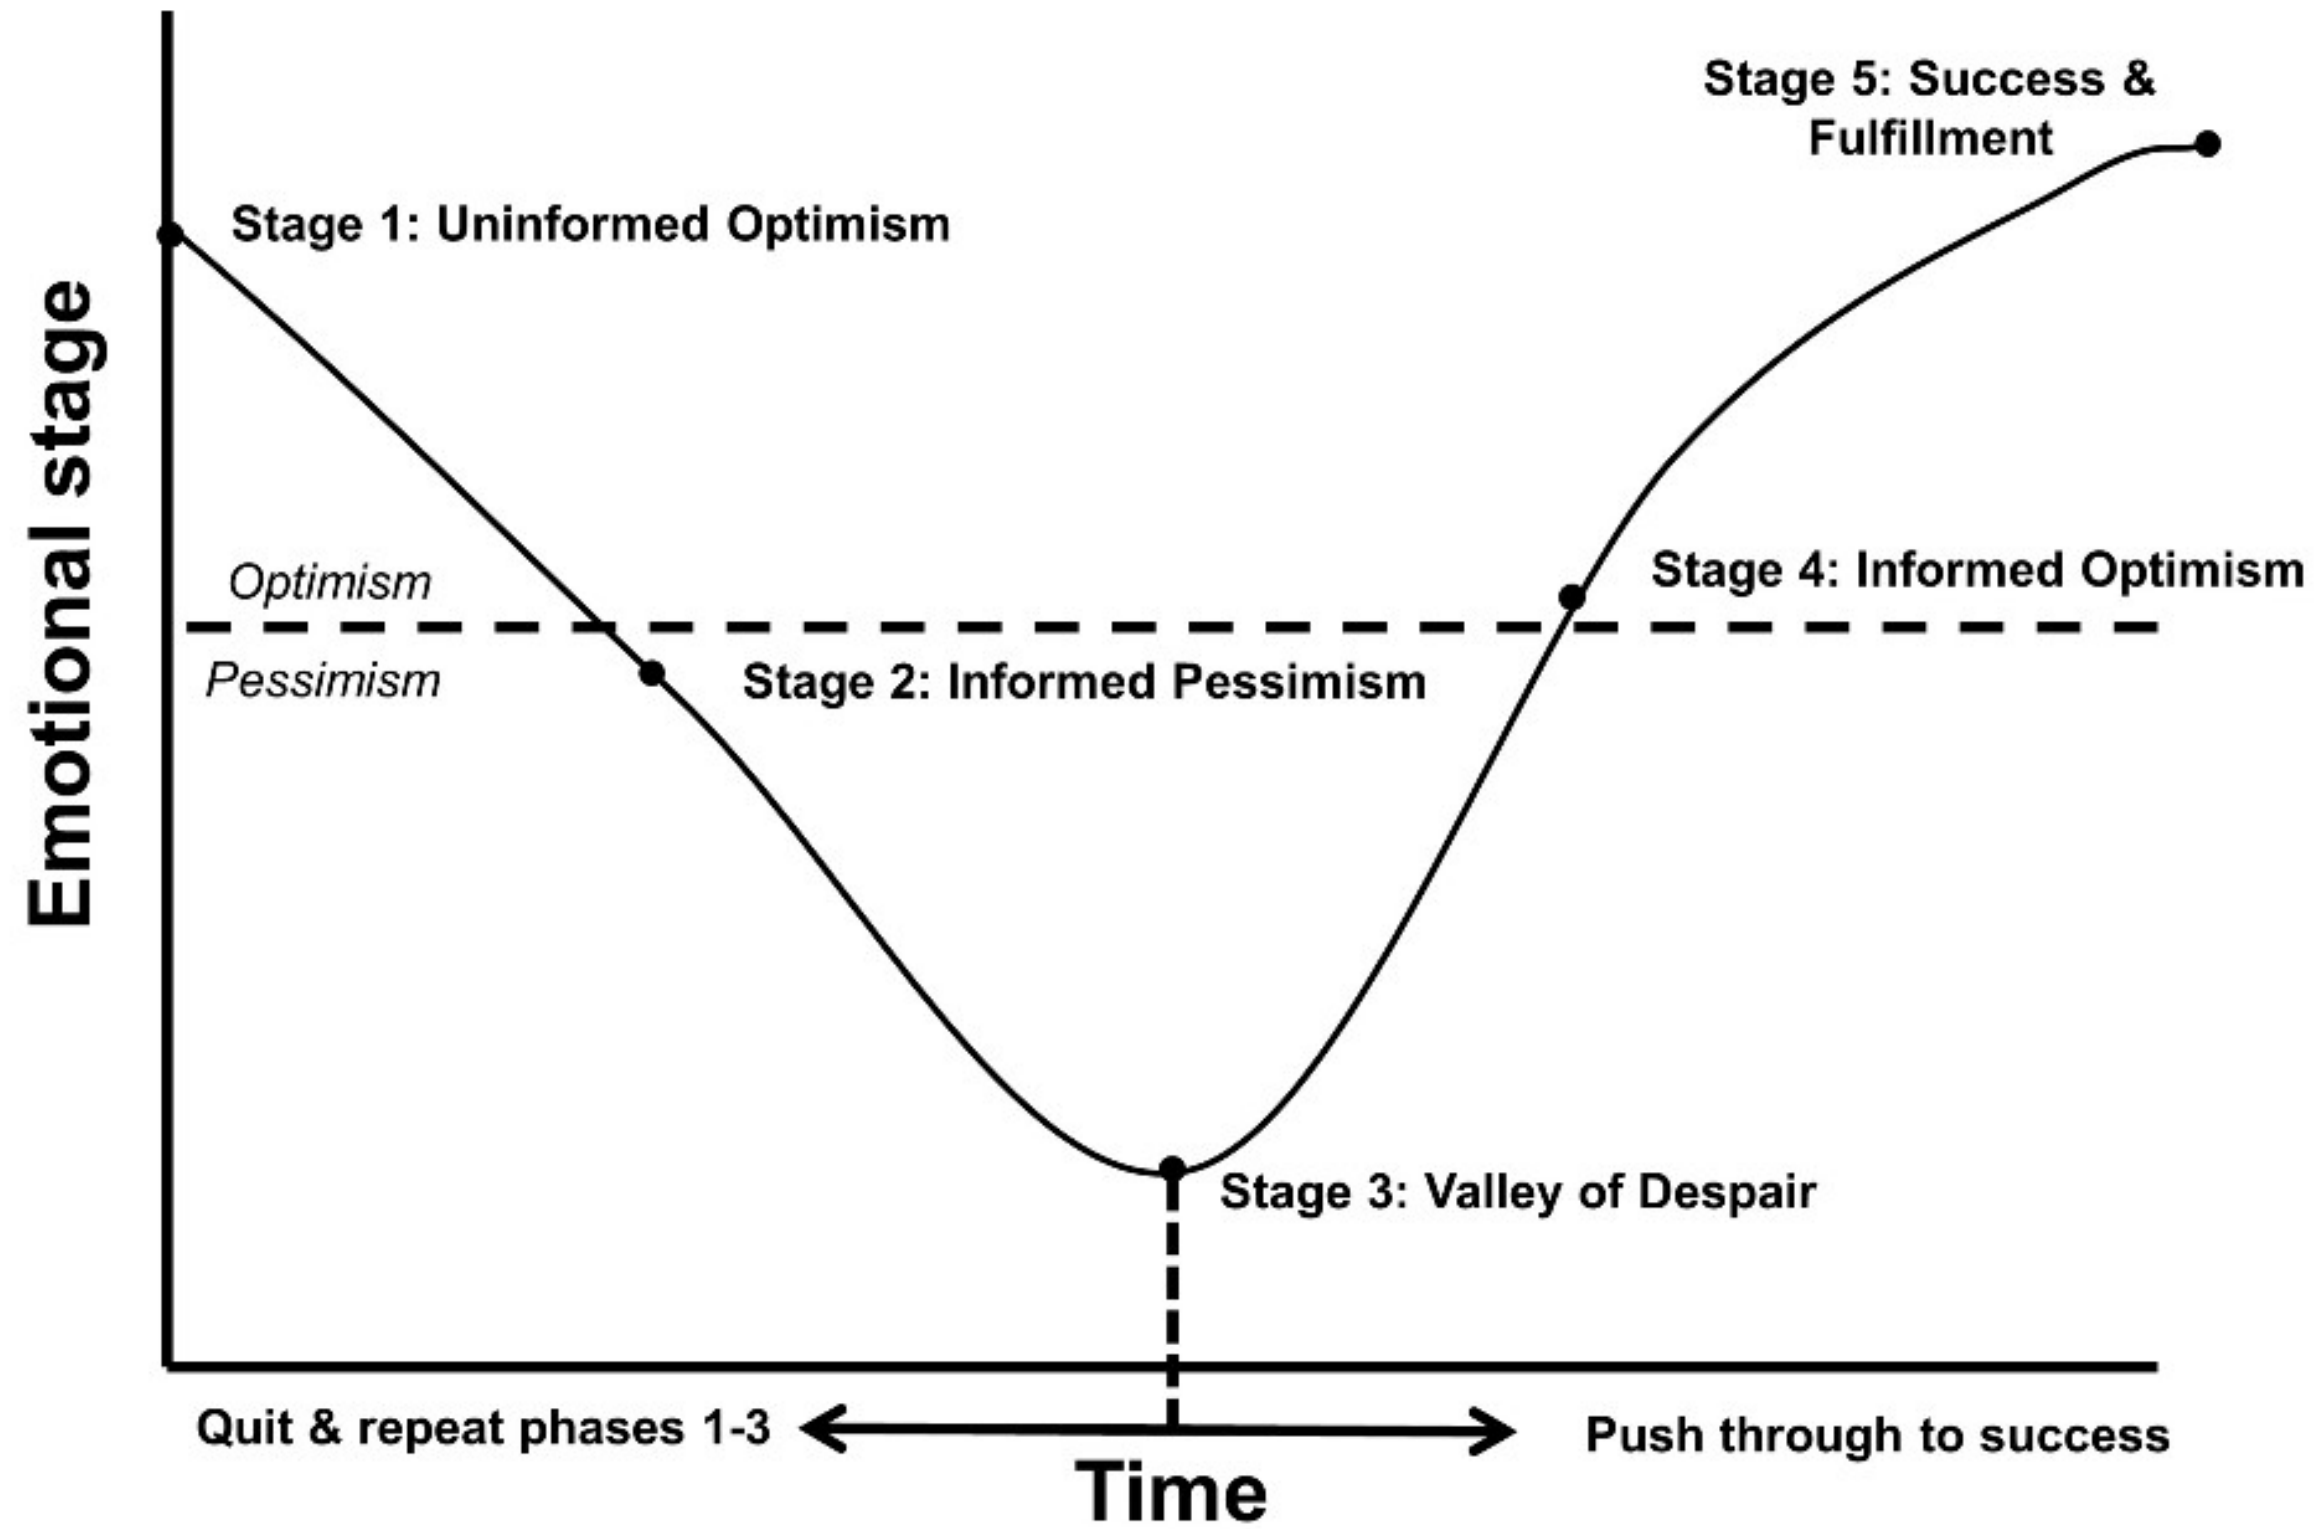 Stage 5: Success &
Fulfillment
Stage 1: Uninformed Optimism
Emotional stage
Optimism
Stage 4: Informed Optimism
Pessimism
Stage 2: Informed Pessimism
Stage 3: Valley of Despair
Quit & repeat phases 1-3
Push through to success
Time